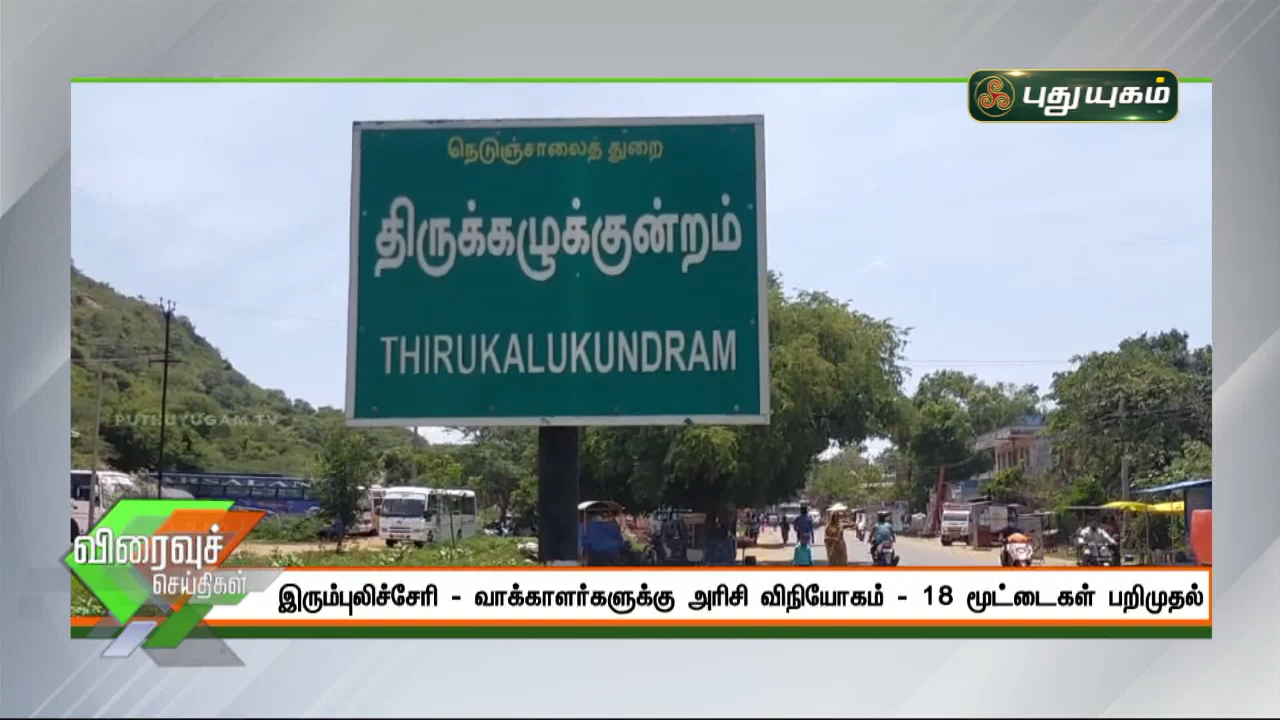 புதுயுகம்
நெடுஞ்சாலைத் துறை
திருக்கழுக்குன்றம்
THIRUKALUKUNDRAM
PUTHUYUGAM TV
விரைவுச்
செய்திகள்
இரும்புலிச்சேரி - வாக்காளர்களுக்கு அரிசி விநியோகம் - 18 மூட்டைகள் பறிமுதல்